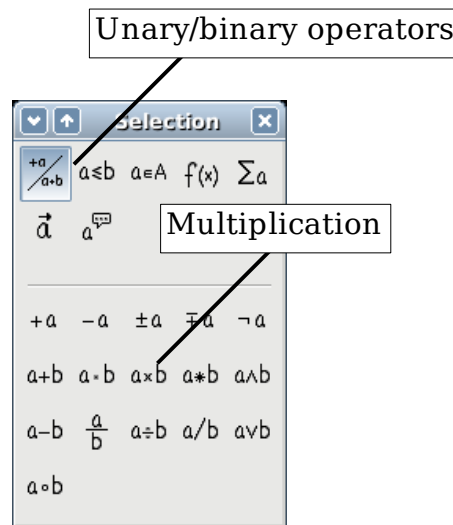 Unary/binary operators
Selection
+a/a+b a≤b a∈A f(x) Σa
a⃗ a
Multiplication
+a −a ±a ∓a ¬a
a+b a·b a×b a∗b a∧b
a−b a/b a÷b a/b a∨b
a∘b